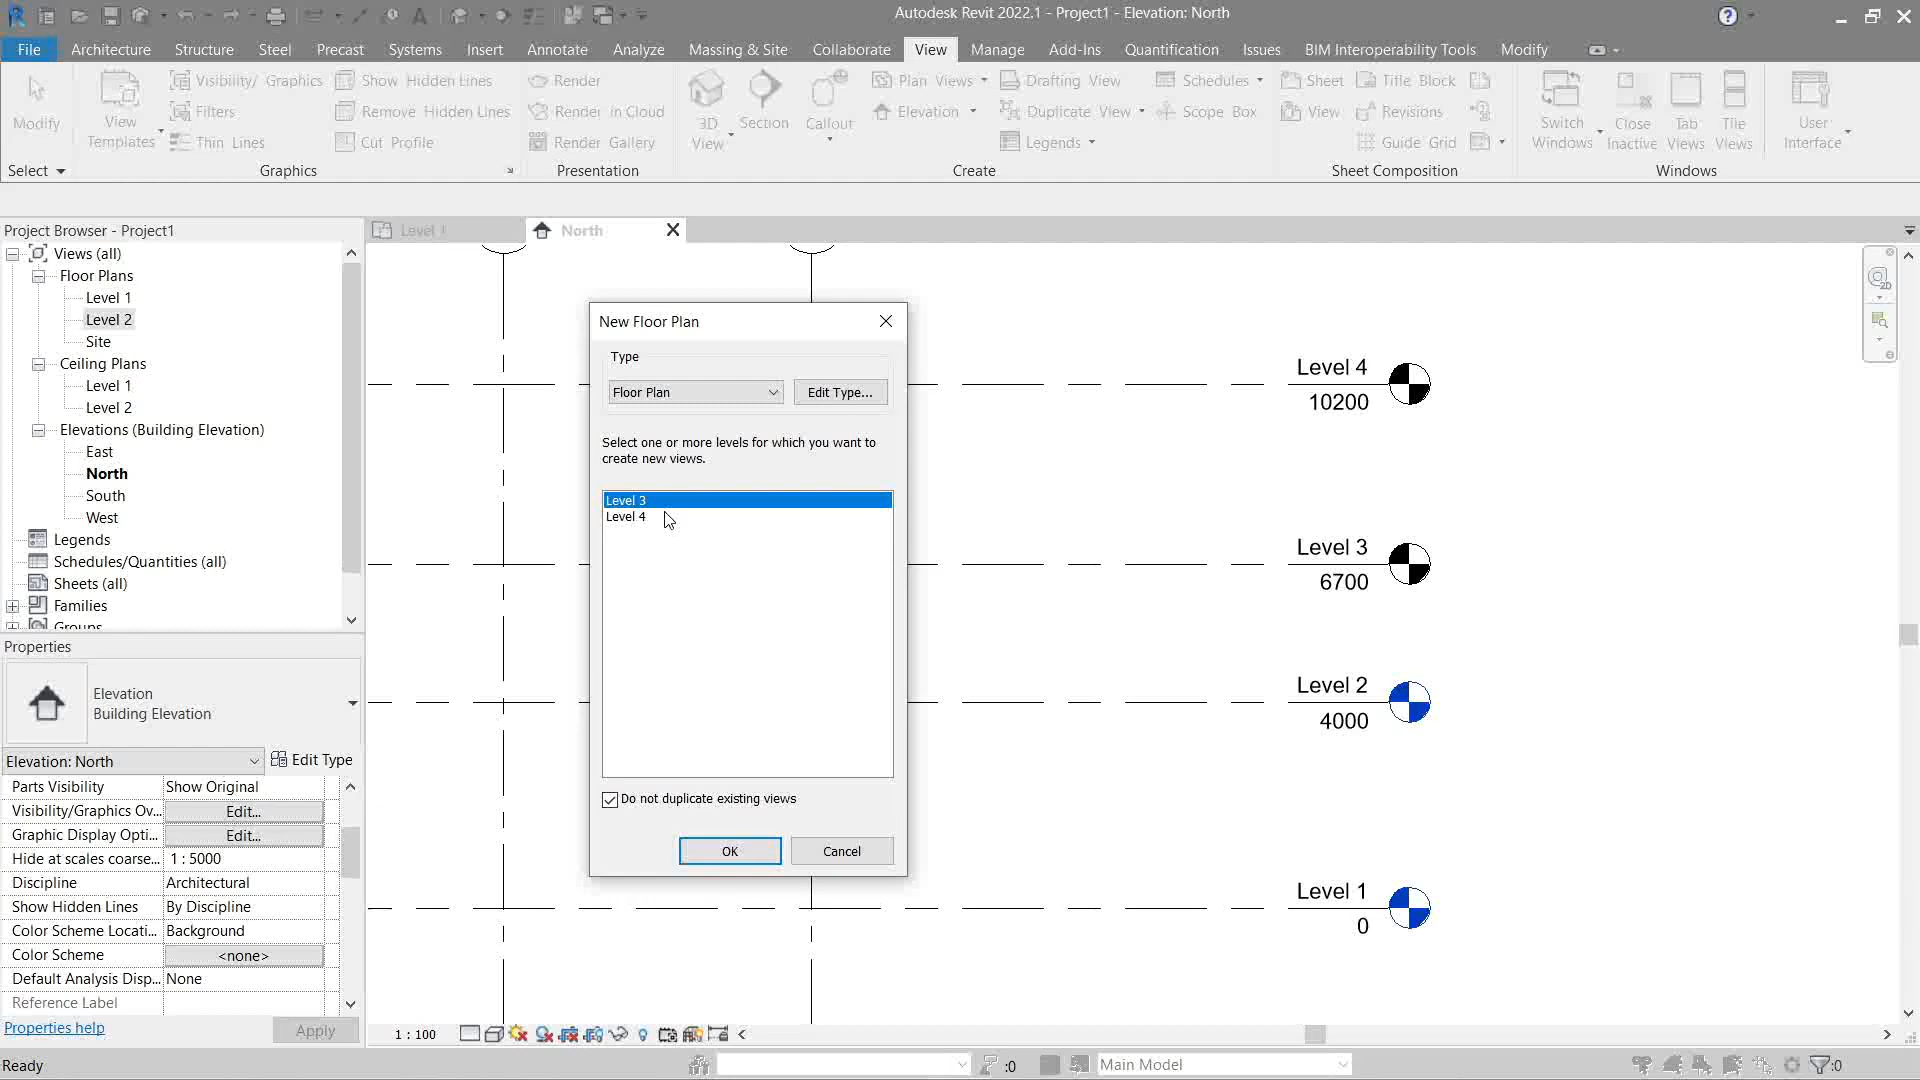 Autodesk Revit 2022.1 - Project1 - Elevation: North
File Architecture Structure Steel Precast Systems Insert Annotate Analyze Massing & Site Collaborate View Manage Add-Ins Quantification Issues BIM Interoperability Tools Modify
Modify
View Templates
Visibility/ Graphics
Filters
Thin Lines
Show Hidden Lines
Remove Hidden Lines
Cut Profile
Render
Render in Cloud
Render Gallery
3D View
Section
Callout
Plan Views
Elevation
Drafting View
Duplicate View
Legends
Schedules
Scope Box
Sheet
View
Title Block
Revisions
Guide Grid
Switch Windows
Close Inactive
Tab Views
Tile Views
User Interface
Select Graphics Presentation Create Sheet Composition Windows
Project Browser - Project1
Views (all)
Floor Plans
Level 1
Level 2
Site
Ceiling Plans
Level 1
Level 2
Elevations (Building Elevation)
East
North
South
West
Legends
Schedules/Quantities (all)
Sheets (all)
Families
Groups
Properties
Elevation
Building Elevation
Elevation: North Edit Type
Parts Visibility Show Original
Visibility/Graphics Ov... Edit...
Graphic Display Opti... Edit...
Hide at scales coarse... 1 : 5000
Discipline Architectural
Show Hidden Lines By Discipline
Color Scheme Locati... Background
Color Scheme <none>
Default Analysis Disp... None
Reference Label
Properties help Apply
Level 1 North
New Floor Plan
Type
Floor Plan Edit Type...
Select one or more levels for which you want to
create new views.
Level 3
Level 4
Do not duplicate existing views
OK Cancel
Level 4
10200
Level 3
6700
Level 2
4000
Level 1
0
2D
1 : 100
Ready :0 Main Model :0